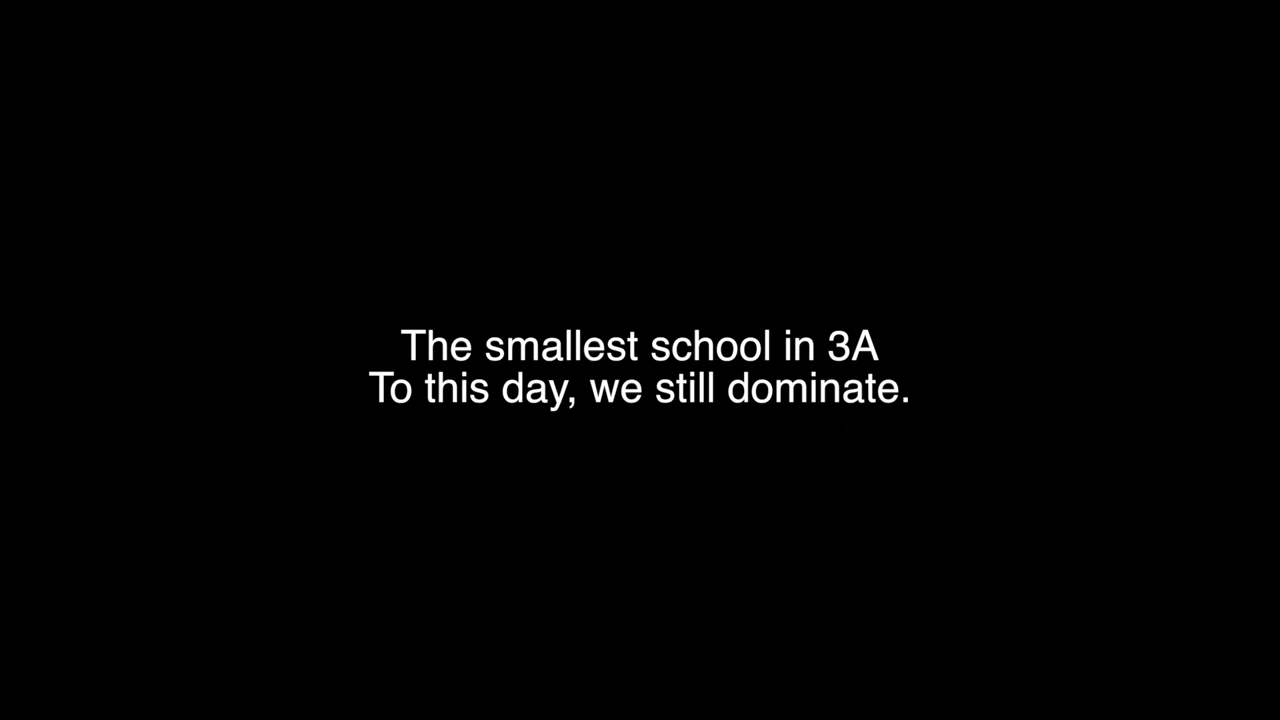 The smallest school in 3A
To this day, we still dominate.